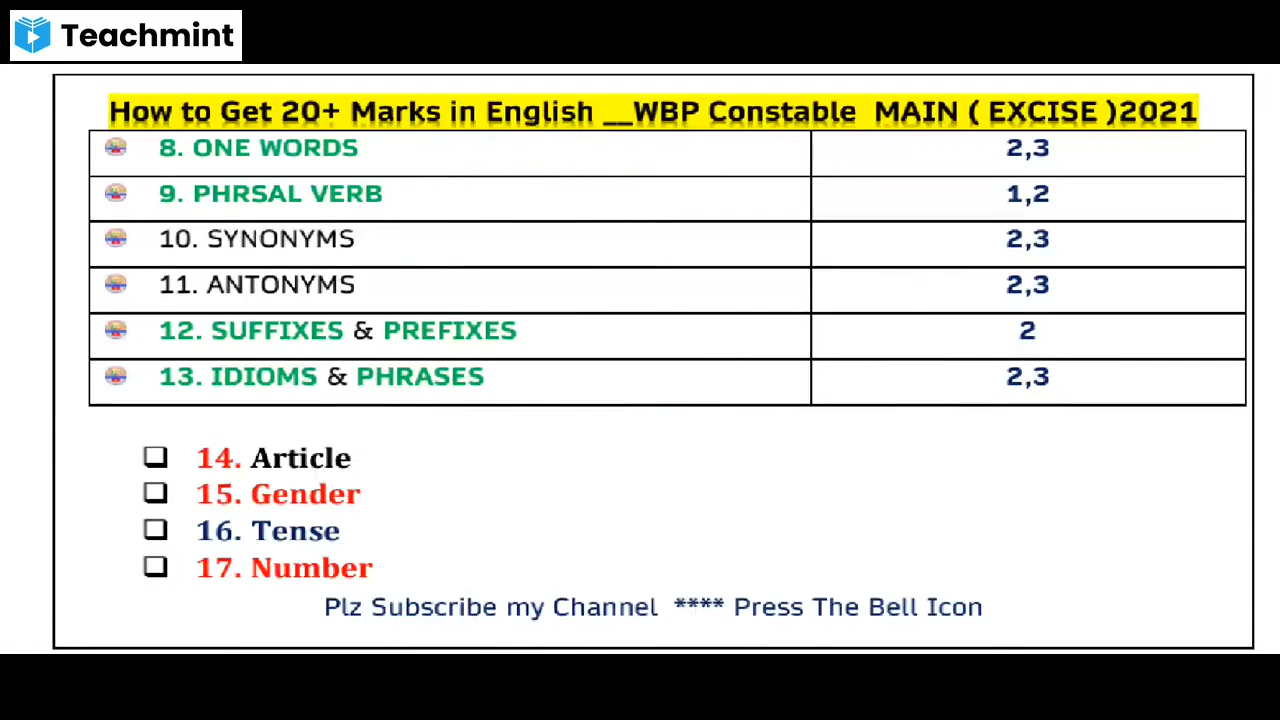 Teachmint
How to Get 20+ Marks in English __WBP Constable MAIN ( EXCISE )2021
8. ONE WORDS 2,3
9. PHRSAL VERB 1,2
10. SYNONYMS 2,3
11. ANTONYMS 2,3
12. SUFFIXES & PREFIXES 2
13. IDIOMS & PHRASES 2,3
14. Article
15. Gender
16. Tense
17. Number
Plz Subscribe my Channel **** Press The Bell Icon